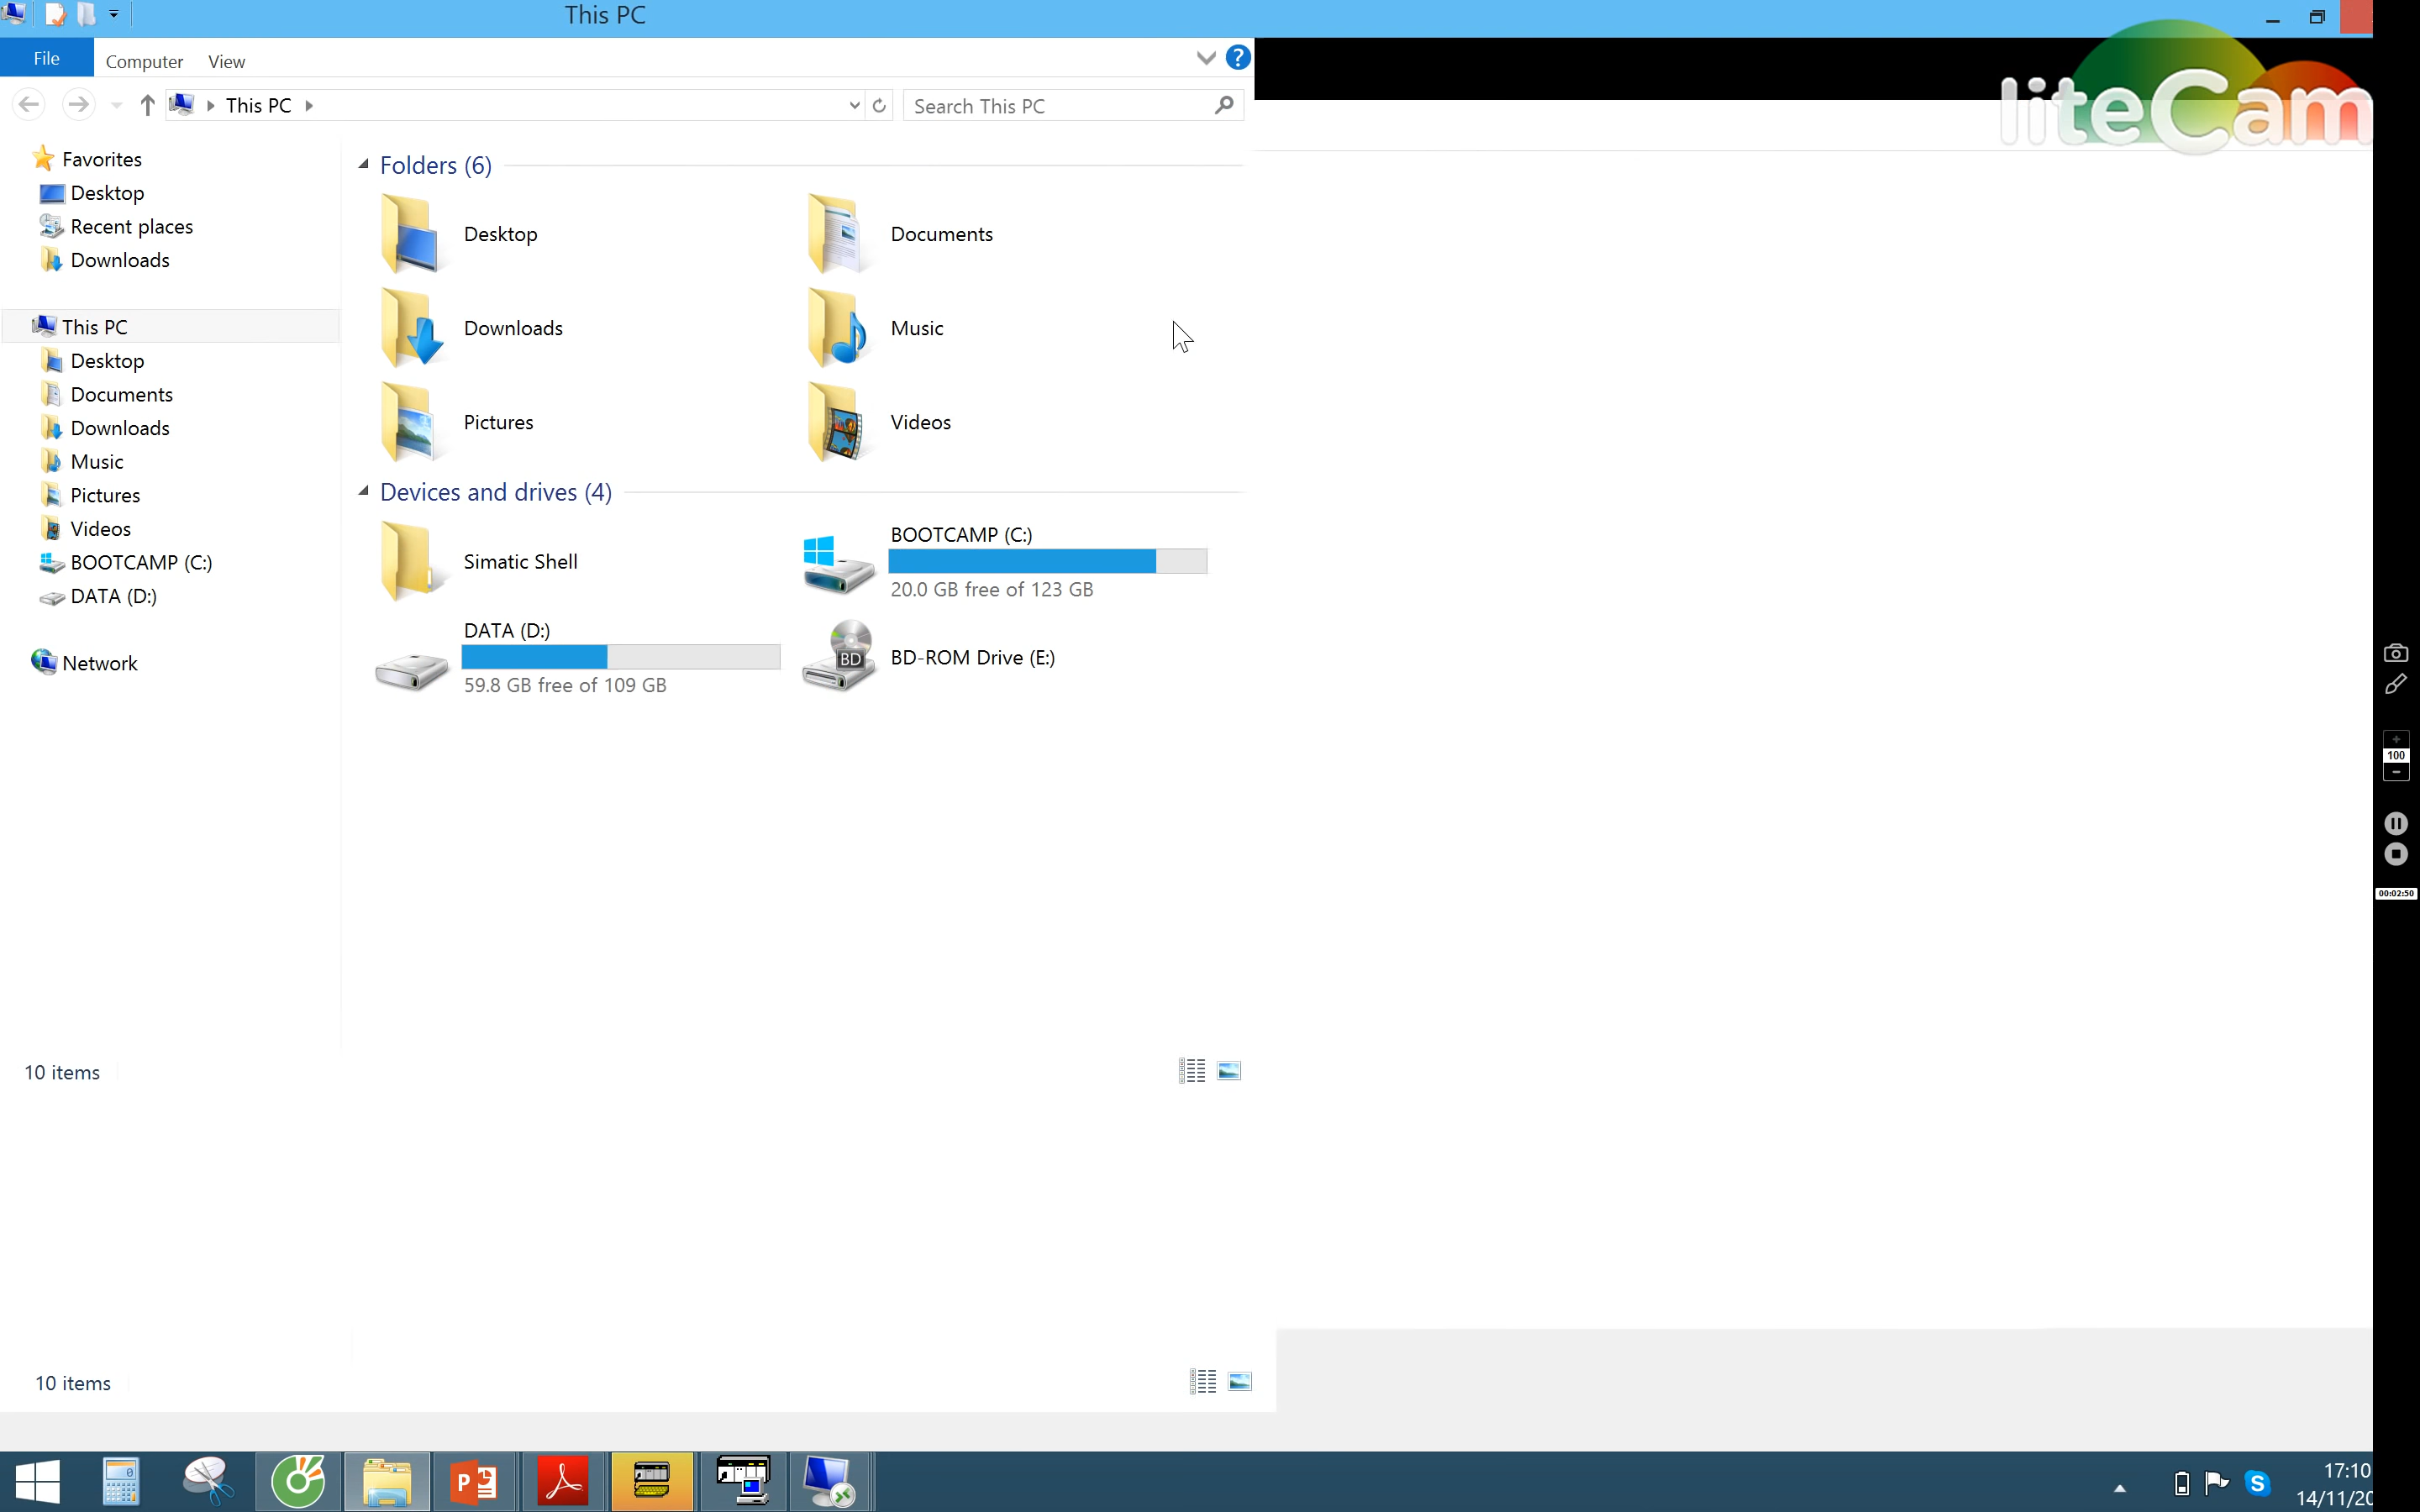 This PC
liteCam
File
Computer
View
This PC
Search This PC
Favorites
Desktop
Recent places
Downloads
This PC
Desktop
Documents
Downloads
Music
Pictures
Videos
BOOTCAMP (C:)
DATA (D:)
Network
Folders (6)
Desktop
Documents
Downloads
Music
Pictures
Videos
Devices and drives (4)
Simatic Shell
BOOTCAMP (C:)
20.0 GB free of 123 GB
DATA (D:)
59.8 GB free of 109 GB
BD
BD-ROM Drive (E:)
100
00:02:50
10 items
10 items
17:10
14/11/20